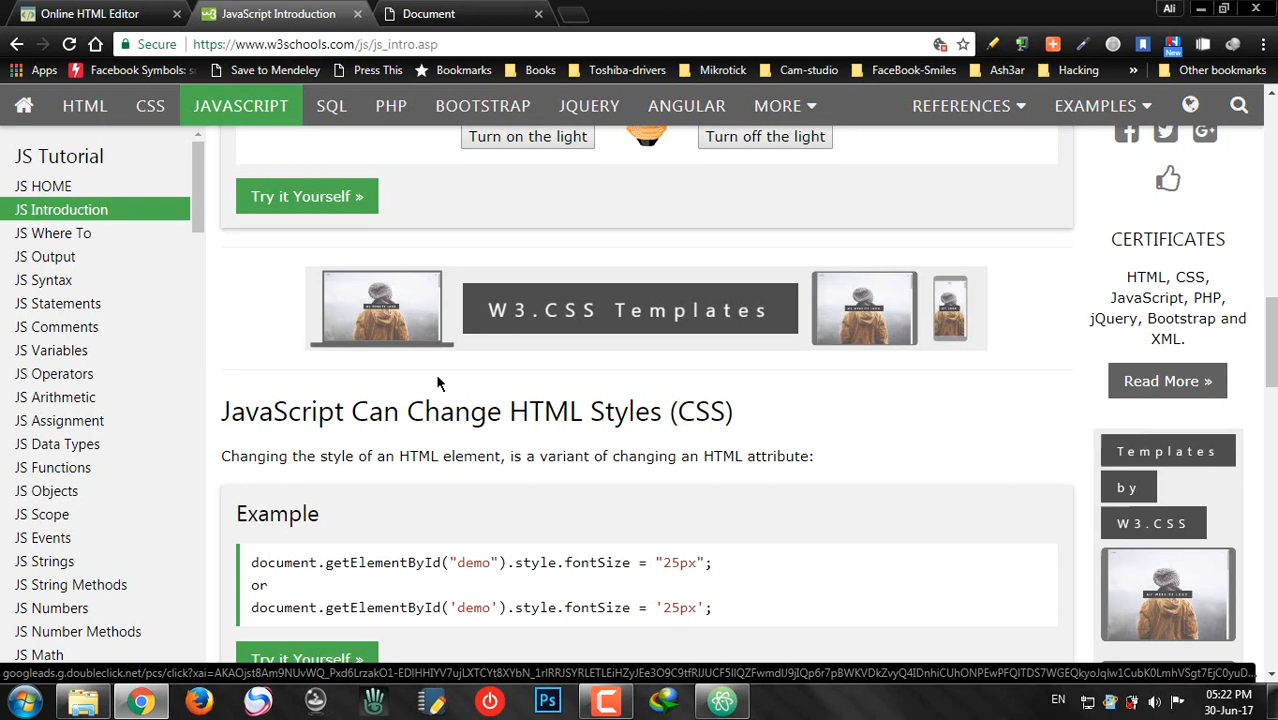 Online HTML Editor
JavaScript Introduction
Document
Ali
Secure
https://www.w3schools.com/js/js_intro.asp
New
Apps
Facebook Symbols: s
Save to Mendeley
Press This
Bookmarks
Books
Toshiba-drivers
Mikrotick
Cam-studio
FaceBook-Smiles
Ash3ar
Hacking
»
Other bookmarks
HTML
CSS
JAVASCRIPT
SQL
PHP
BOOTSTRAP
JQUERY
ANGULAR
MORE
REFERENCES
EXAMPLES
JS Tutorial
JS HOME
JS Introduction
JS Where To
JS Output
JS Syntax
JS Statements
JS Comments
JS Variables
JS Operators
JS Arithmetic
JS Assignment
JS Data Types
JS Functions
JS Objects
JS Scope
JS Events
JS Strings
JS String Methods
JS Numbers
JS Number Methods
JS Math
Turn on the light
Turn off the light
Try it Yourself »
W3.CSS Templates
JavaScript Can Change HTML Styles (CSS)
Changing the style of an HTML element, is a variant of changing an HTML attribute:
Example
document.getElementById("demo").style.fontSize = "25px";
or
document.getElementById('demo').style.fontSize = '25px';
Try it Yourself »
CERTIFICATES
HTML, CSS,
JavaScript, PHP,
jQuery, Bootstrap and
XML.
Read More »
Templates
by
W3.CSS
EN
05:22 PM
30-Jun-17